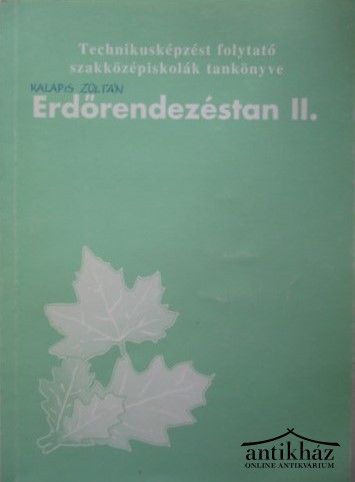 Technikusképzést folytató
szakközépiskolák tankönyve
KALAPIS ZOLTÁN
Erdőrendezéstan II.
antikház
ONLINE ANTIKVÁRIUM